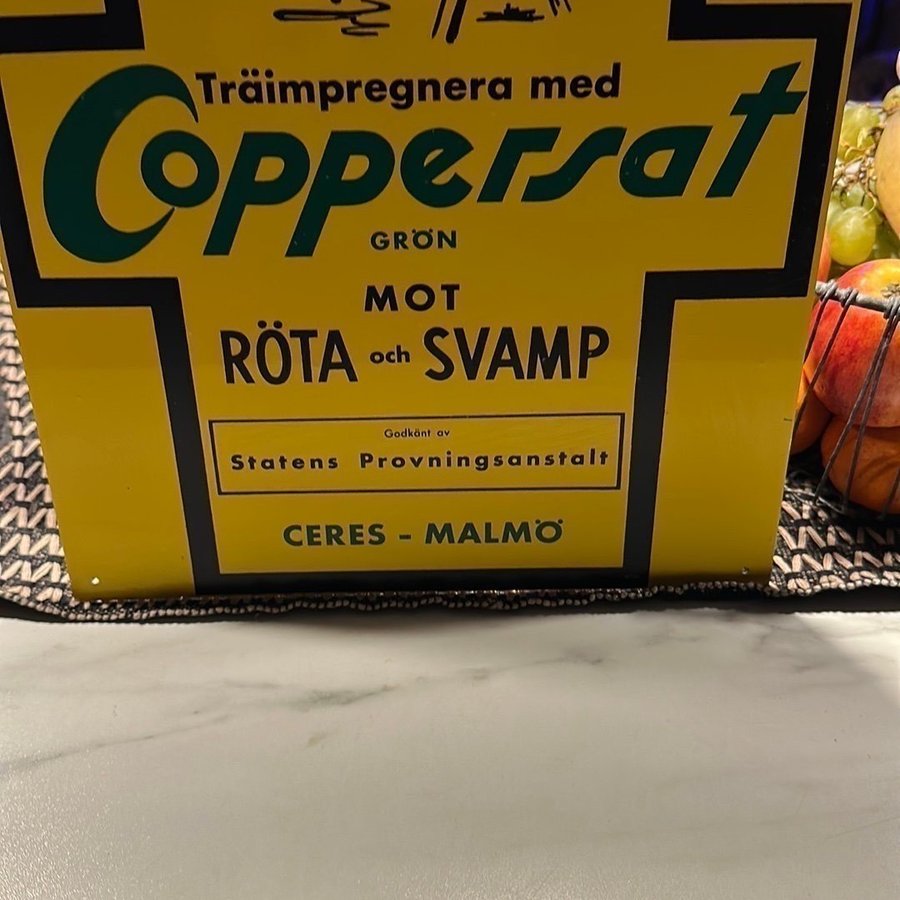 Träimpregnera med
Coppersat
GRÖN
MOT
RÖTA och SVAMP
Godkänt av
Statens Provningsanstalt
CERES - MALMÖ